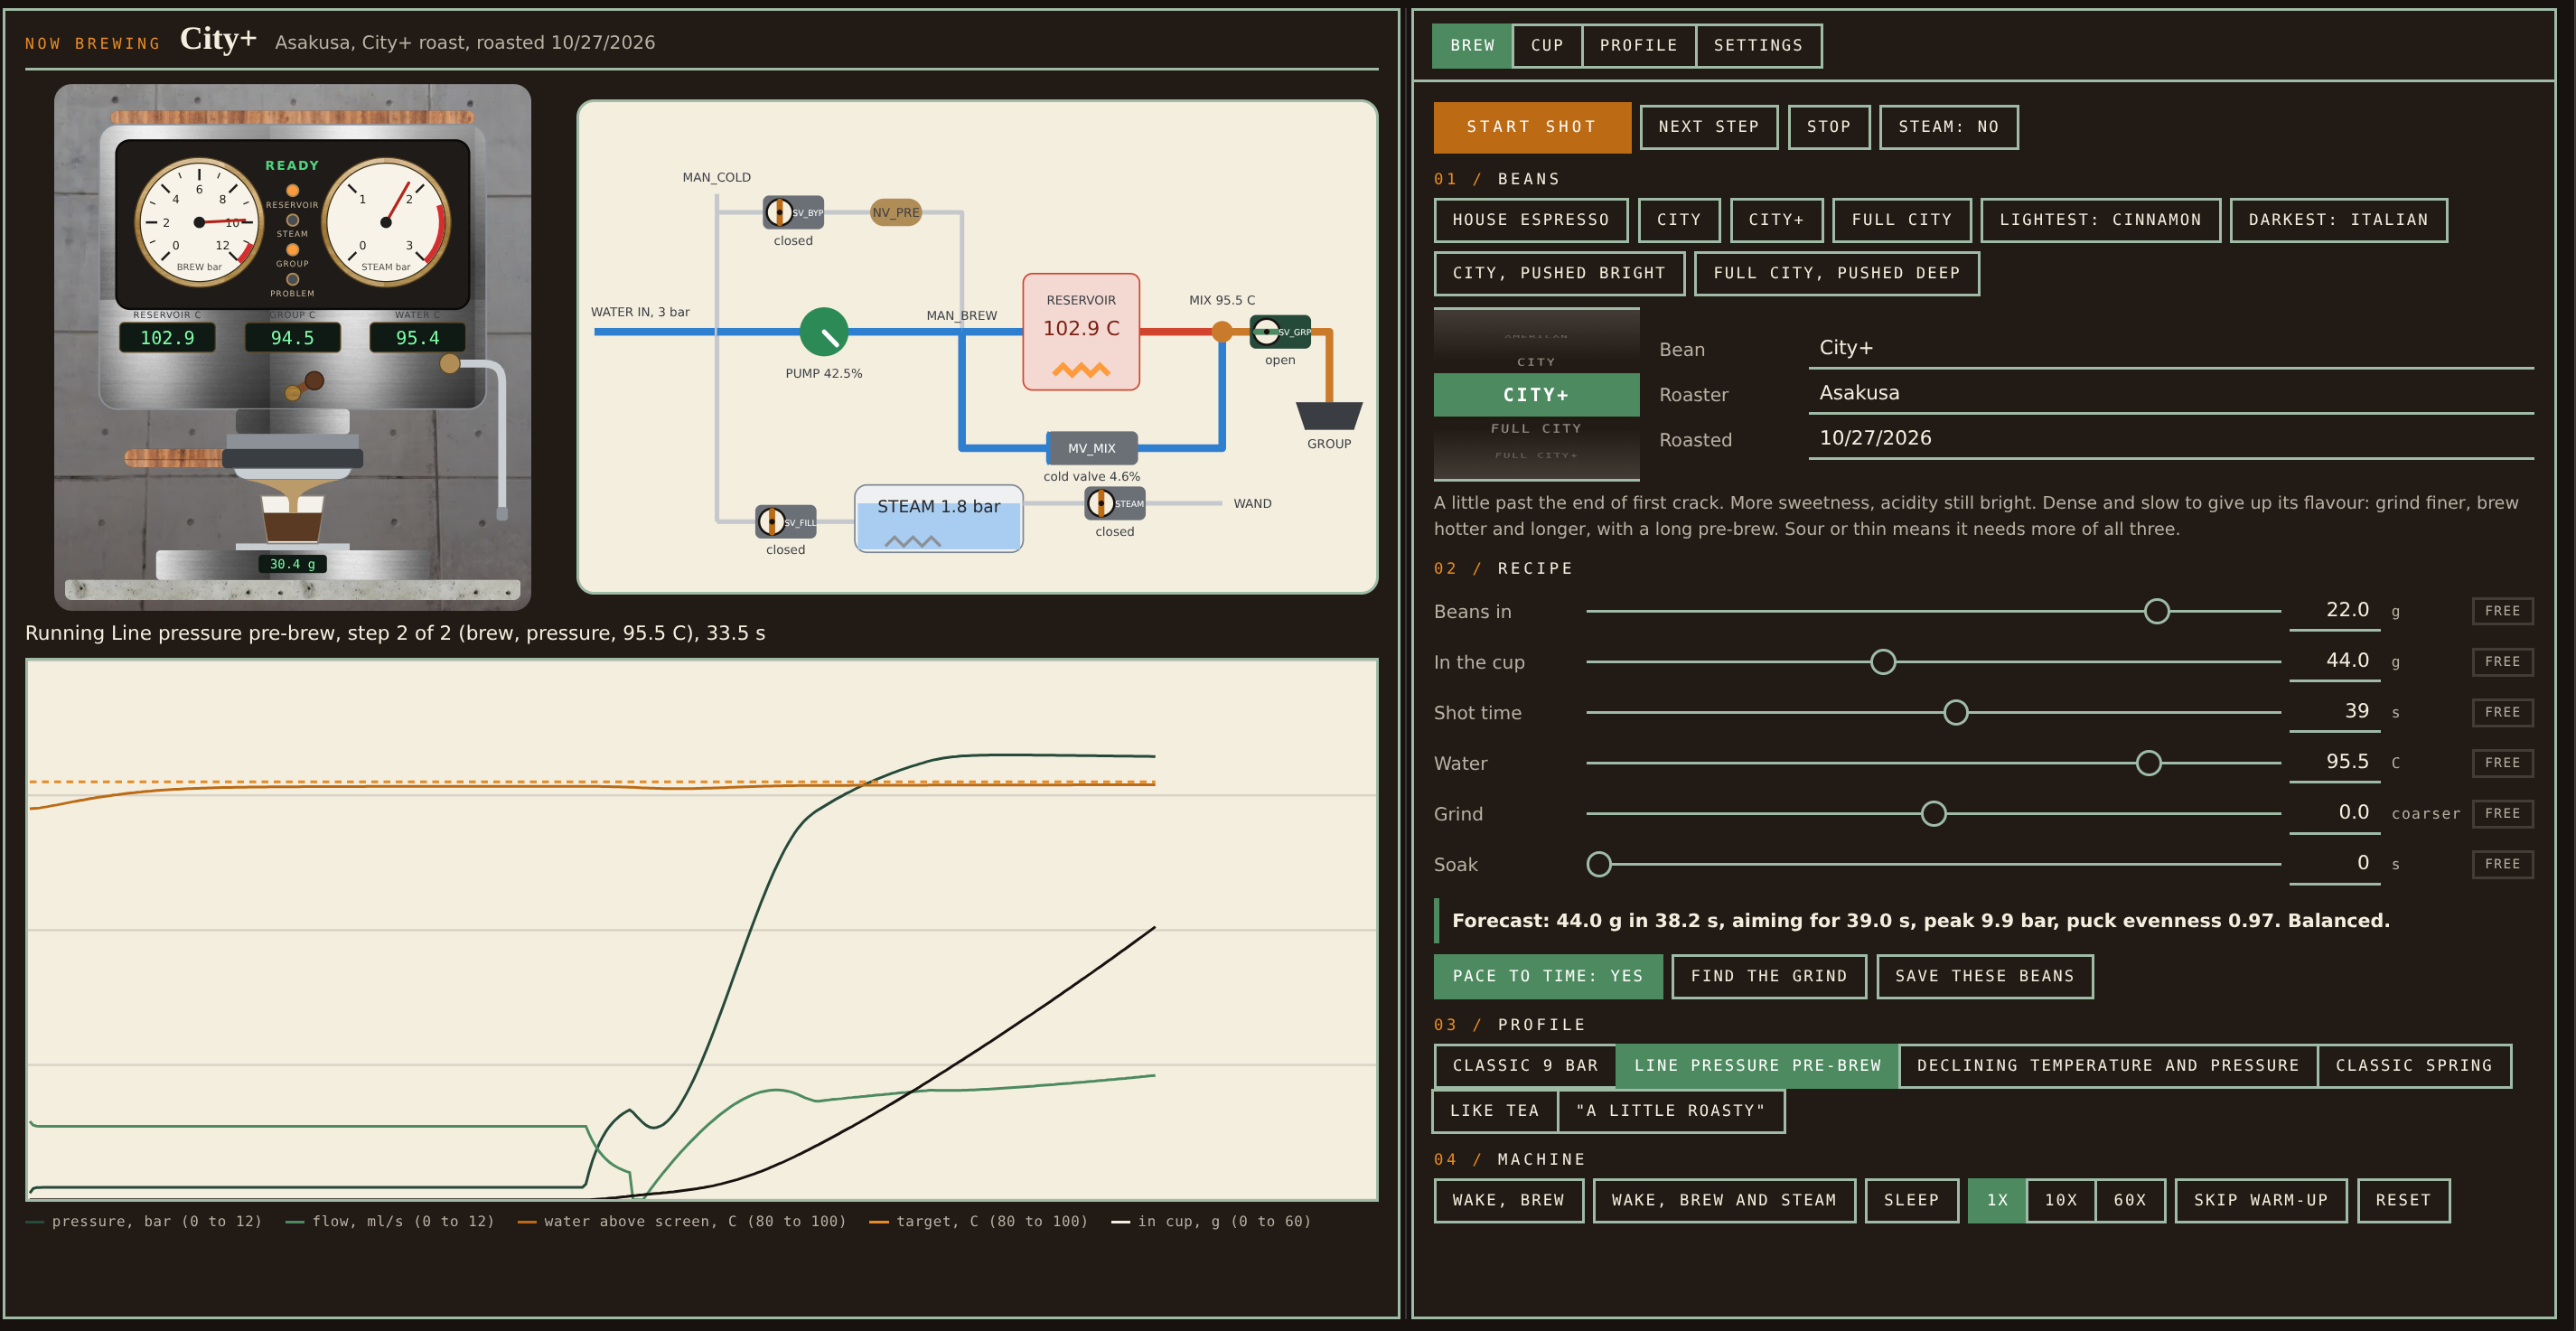 NOW BREWING City+ Asakusa, City+ roast, roasted 10/27/2026
READY
2 4 6 8 10 0 12
BREW bar
RESERVOIR
STEAM
GROUP
PROBLEM
1 2 0 3
STEAM bar
RESERVOIR C GROUP C WATER C
102.9 94.5 95.4
30.4 g
MAN_COLD
SV_BYP
closed
NV_PRE
WATER IN, 3 bar
PUMP 42.5%
MAN_BREW
RESERVOIR
102.9 C
MIX 95.5 C
SV_GRP
open
GROUP
MV_MIX
cold valve 4.6%
SV_FILL
closed
STEAM 1.8 bar
STEAM
closed
WAND
Running Line pressure pre-brew, step 2 of 2 (brew, pressure, 95.5 C), 33.5 s
pressure, bar (0 to 12) flow, ml/s (0 to 12) water above screen, C (80 to 100) target, C (80 to 100) in cup, g (0 to 60)
BREW CUP PROFILE SETTINGS
START SHOT NEXT STEP STOP STEAM: NO
01 / BEANS
HOUSE ESPRESSO CITY CITY+ FULL CITY LIGHTEST: CINNAMON DARKEST: ITALIAN
CITY, PUSHED BRIGHT FULL CITY, PUSHED DEEP
AMERICAN
CITY
CITY+
FULL CITY
FULL CITY+
Bean City+
Roaster Asakusa
Roasted 10/27/2026
A little past the end of first crack. More sweetness, acidity still bright. Dense and slow to give up its flavour: grind finer, brew
hotter and longer, with a long pre-brew. Sour or thin means it needs more of all three.
02 / RECIPE
Beans in 22.0 g FREE
In the cup 44.0 g FREE
Shot time 39 s FREE
Water 95.5 C FREE
Grind 0.0 coarser FREE
Soak 0 s FREE
Forecast: 44.0 g in 38.2 s, aiming for 39.0 s, peak 9.9 bar, puck evenness 0.97. Balanced.
PACE TO TIME: YES FIND THE GRIND SAVE THESE BEANS
03 / PROFILE
CLASSIC 9 BAR LINE PRESSURE PRE-BREW DECLINING TEMPERATURE AND PRESSURE CLASSIC SPRING
LIKE TEA "A LITTLE ROASTY"
04 / MACHINE
WAKE, BREW WAKE, BREW AND STEAM SLEEP 1X 10X 60X SKIP WARM-UP RESET